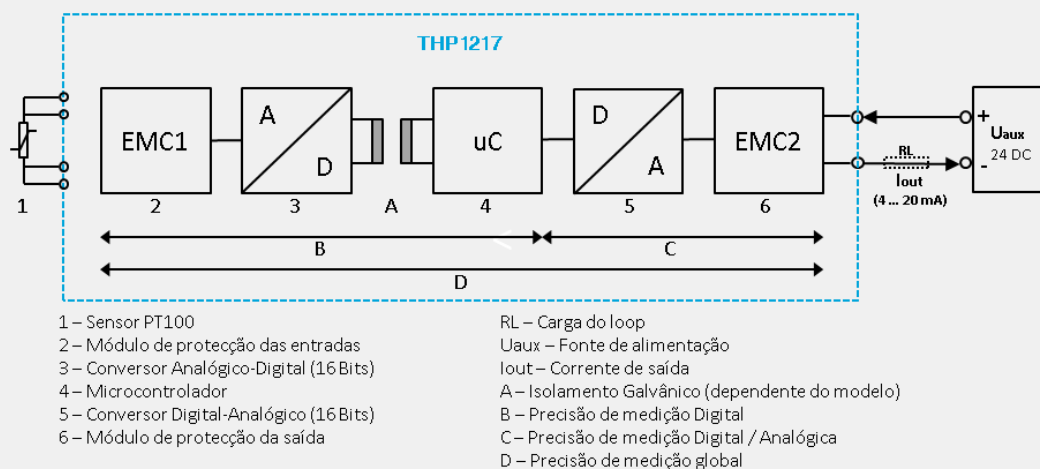 THP1217
EMC1
A
D
uC
D
A
EMC2
+
-
Uaux
24 DC
RL
Iout
(4 ... 20 mA)
1
2
3
A
4
5
6
B
C
D
1 – Sensor PT100
2 – Módulo de protecção das entradas
3 – Conversor Analógico-Digital (16 Bits)
4 – Microcontrolador
5 – Conversor Digital-Analógico (16 Bits)
6 – Módulo de protecção da saída
RL – Carga do loop
Uaux – Fonte de alimentação
Iout – Corrente de saída
A – Isolamento Galvânico (dependente do modelo)
B – Precisão de medição Digital
C – Precisão de medição Digital / Analógica
D – Precisão de medição global